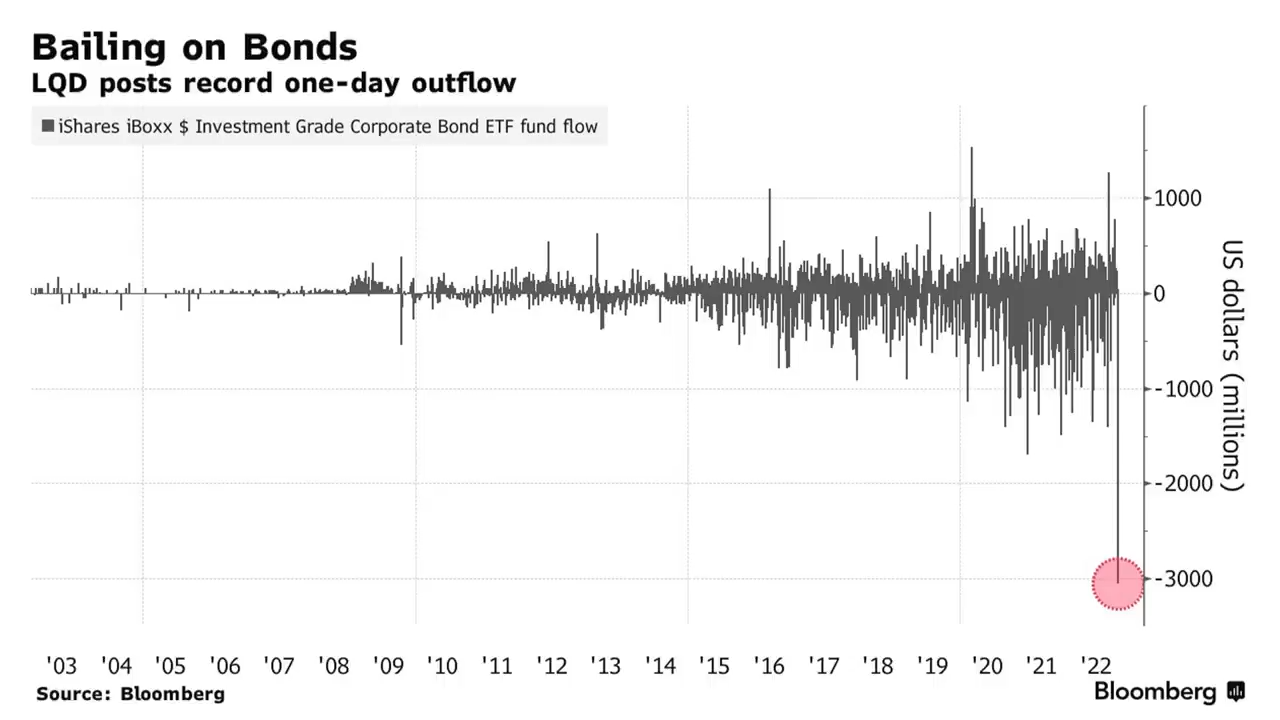 Bailing on Bonds
LQD posts record one-day outflow
iShares iBoxx $ Investment Grade Corporate Bond ETF fund flow
1000
0
-1000
-2000
-3000
US dollars (millions)
'03 '04 '05 '06 '07 '08 '09 '10 '11 '12 '13 '14 '15 '16 '17 '18 '19 '20 '21 '22
Source: Bloomberg
Bloomberg